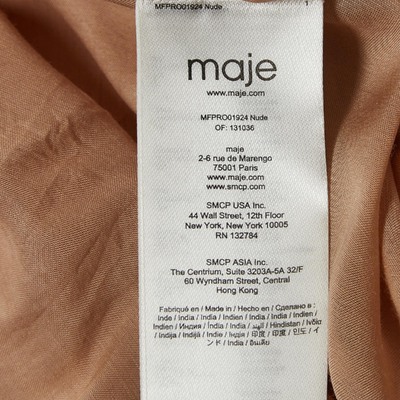 MFPRO01924 Nude 1
maje
www.maje.com
MFPRO01924 Nude
OF: 131036
maje
2-6 rue de Marengo
75001 Paris
www.maje.com
www.smcp.com
SMCP USA Inc.
44 Wall Street, 12th Floor
New York, New York 10005
RN 132784
SMCP ASIA Inc.
The Centrium, Suite 3203A-5A 32/F
60 Wyndham Street, Central
Hong Kong
Fabriqué en / Made in / Hecho en / Сделано в :
Inde / India / India / India / Indien / India / Indien /
Indien / Индия / Indie / India / الهند / Hindistan / Ινδία
/ Indija / Indijā / Indie / Індія / 印度 / 印度 / 인도 / イ
ンド / India / อินเดีย